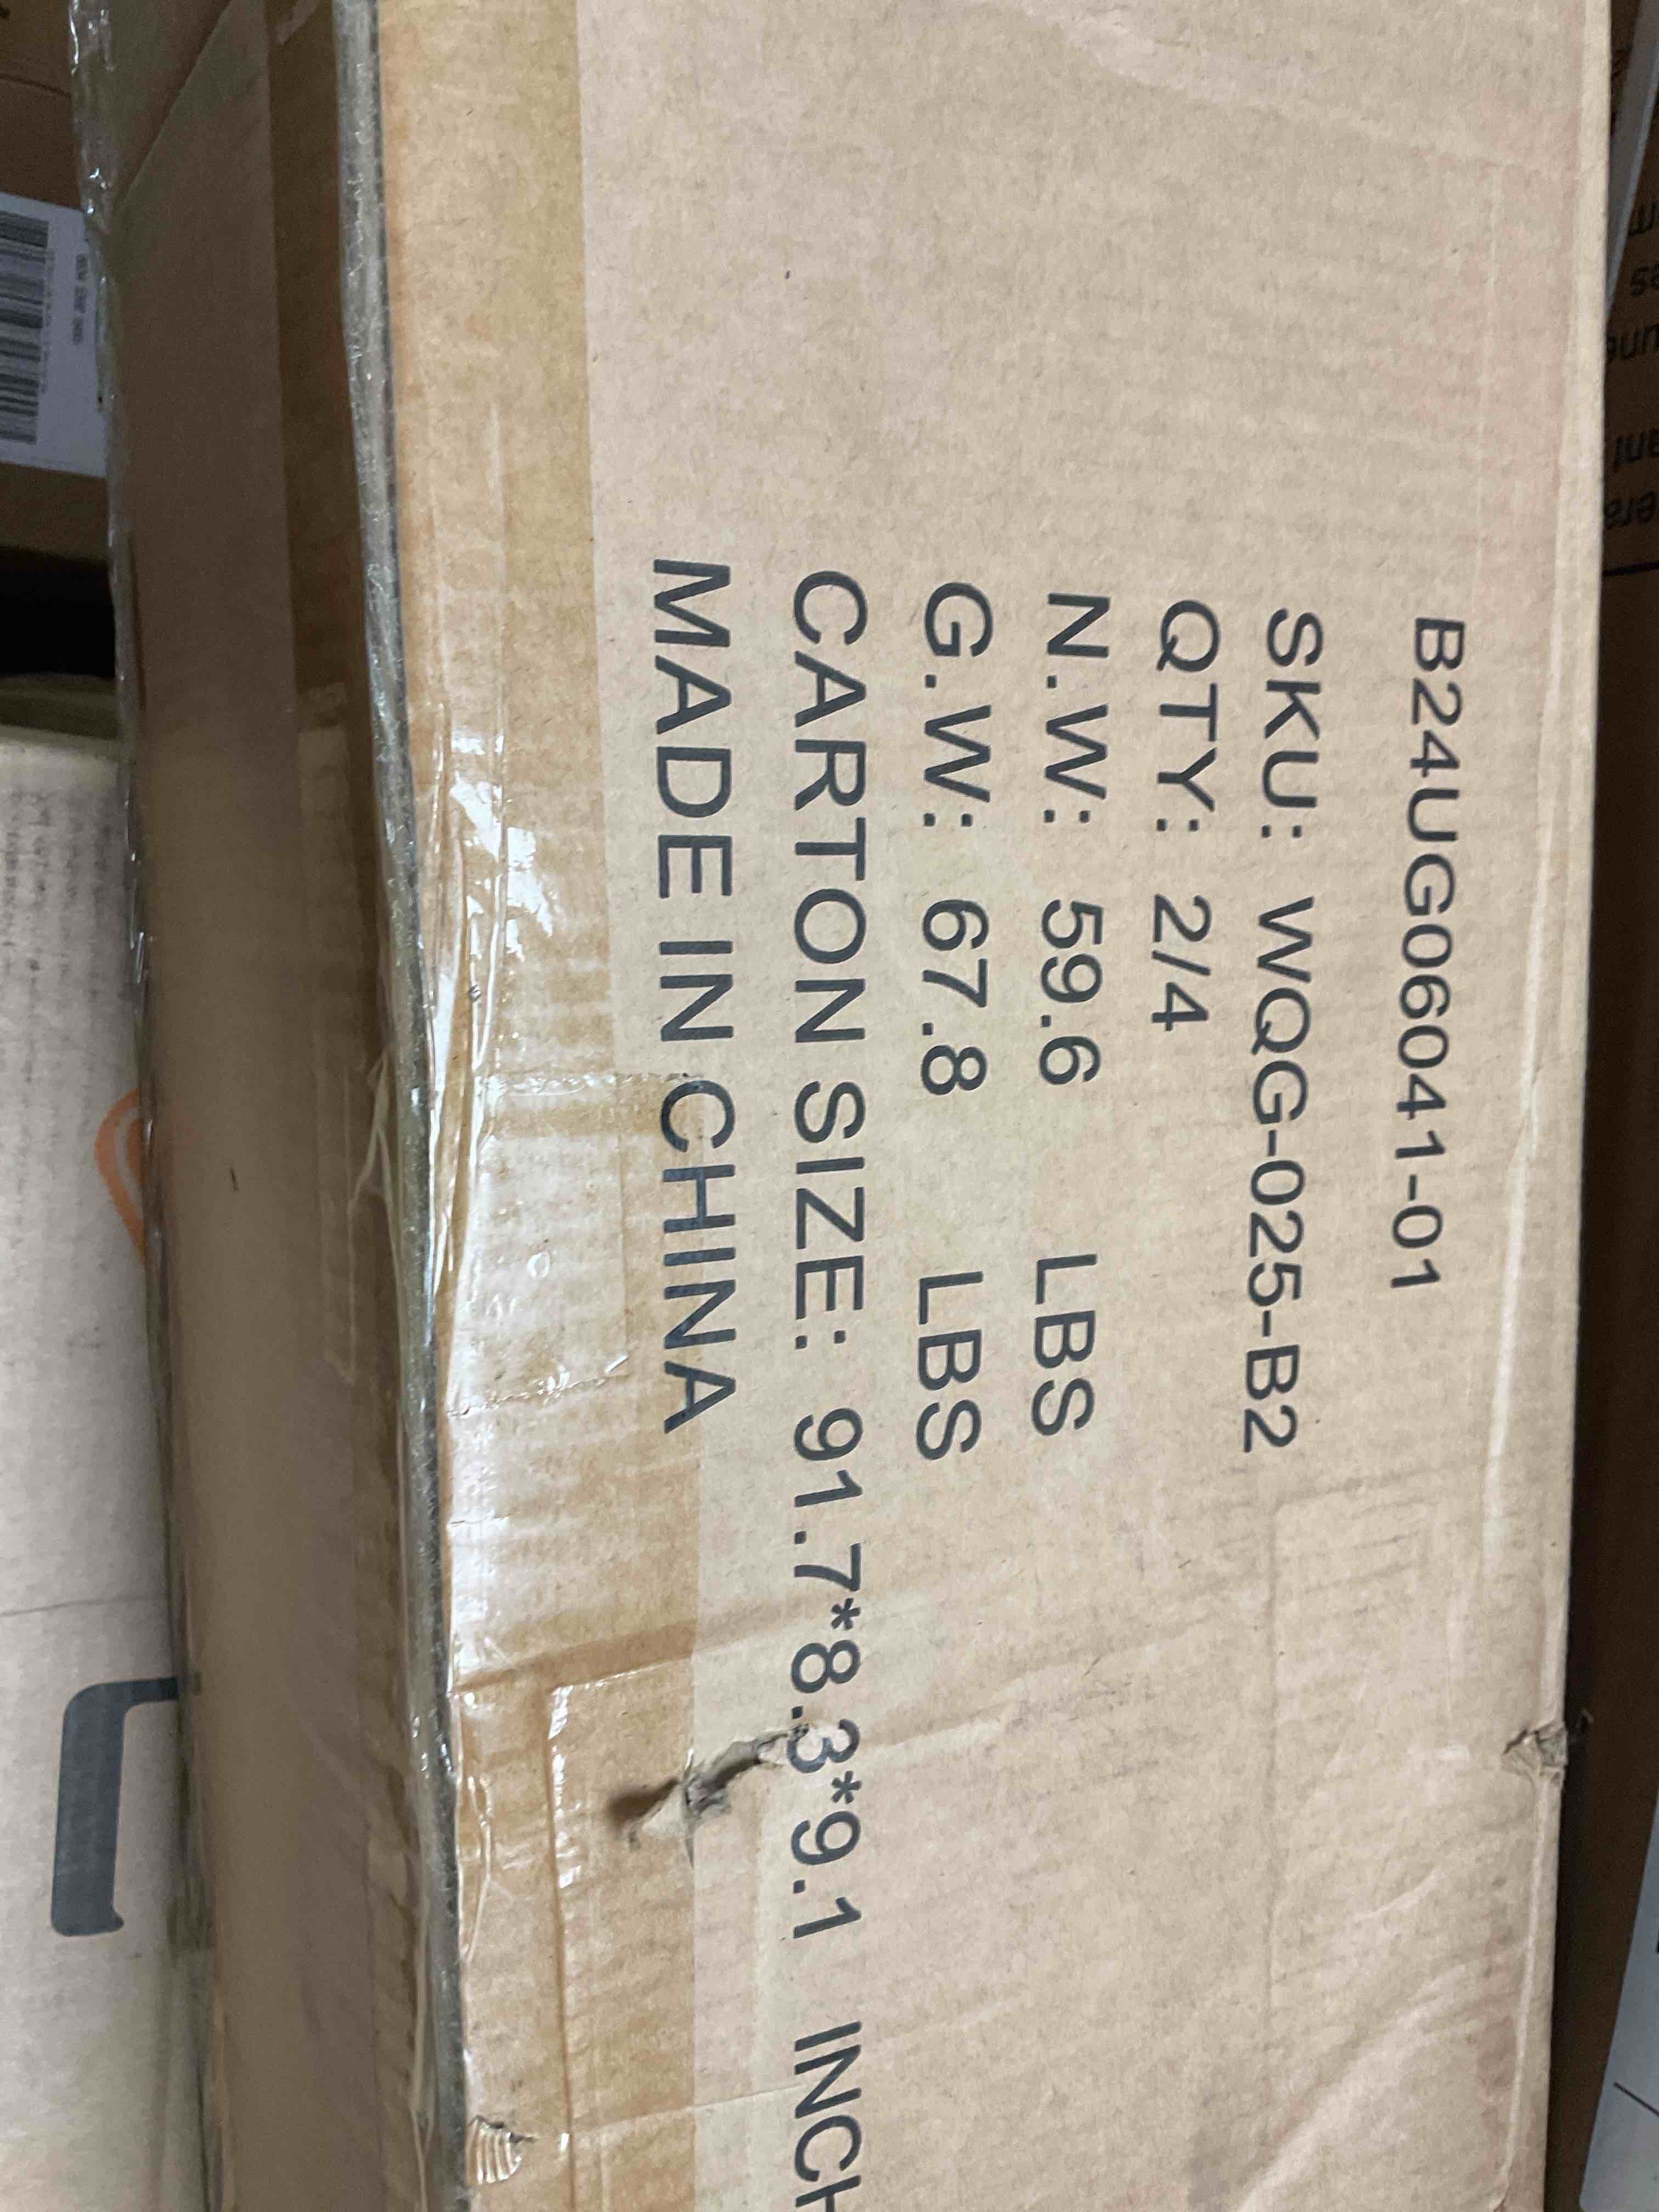 B24UG06041-01
SKU: WQG-025-B2
QTY: 2/4
N.W: 59.6 LBS
G.W: 67.8 LBS
CARTON SIZE: 91.7*8.3*9.1 INCH
MADE IN CHINA